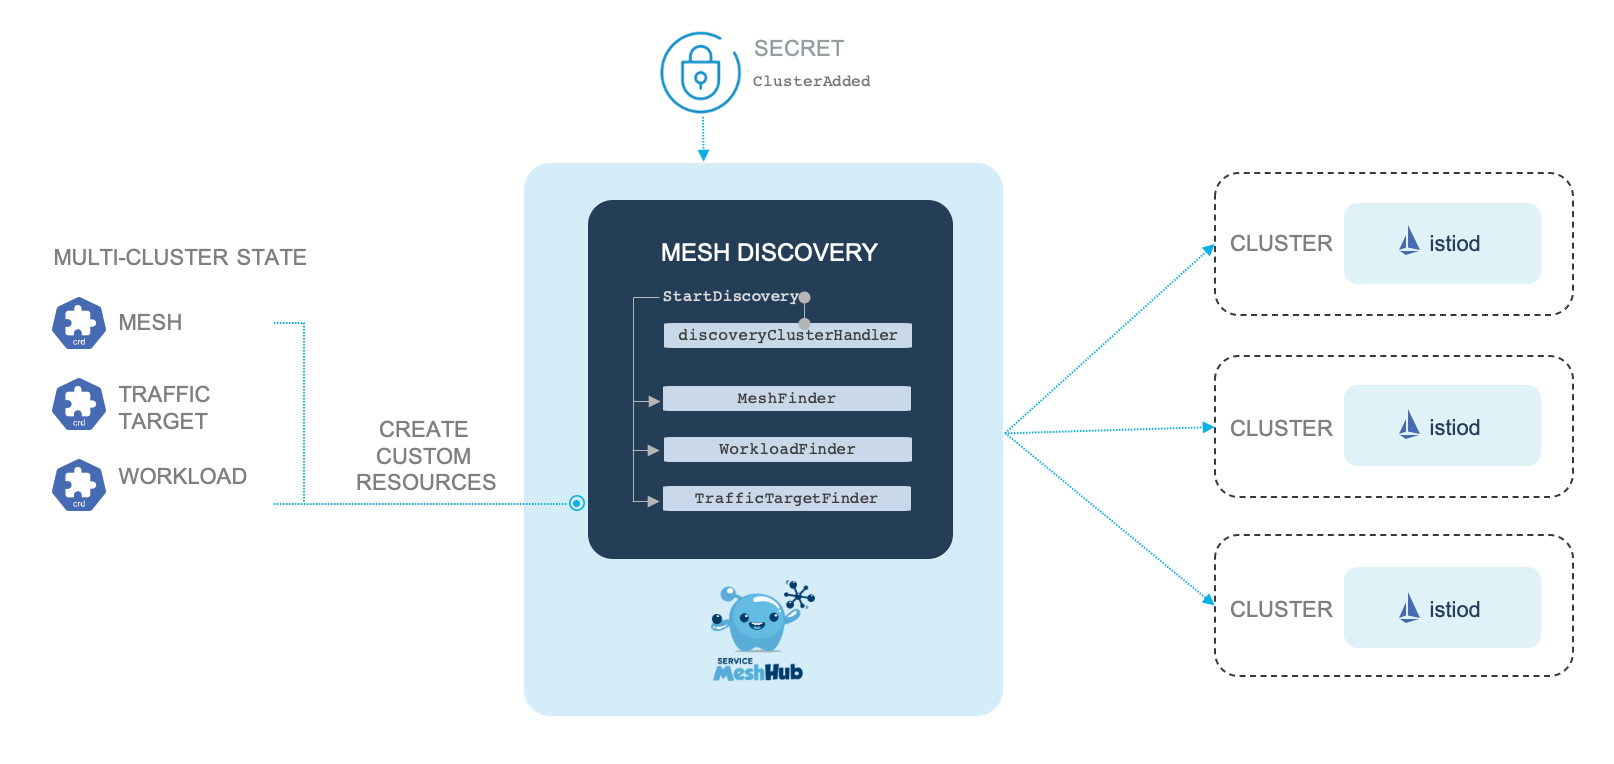 SECRET
ClusterAdded
MULTI-CLUSTER STATE
crd
MESH
crd
TRAFFIC
TARGET
crd
WORKLOAD
CREATE
CUSTOM
RESOURCES
MESH DISCOVERY
StartDiscovery
discoveryClusterHandler
MeshFinder
WorkloadFinder
TrafficTargetFinder
SERVICE
MeshHub
CLUSTER
istiod
CLUSTER
istiod
CLUSTER
istiod